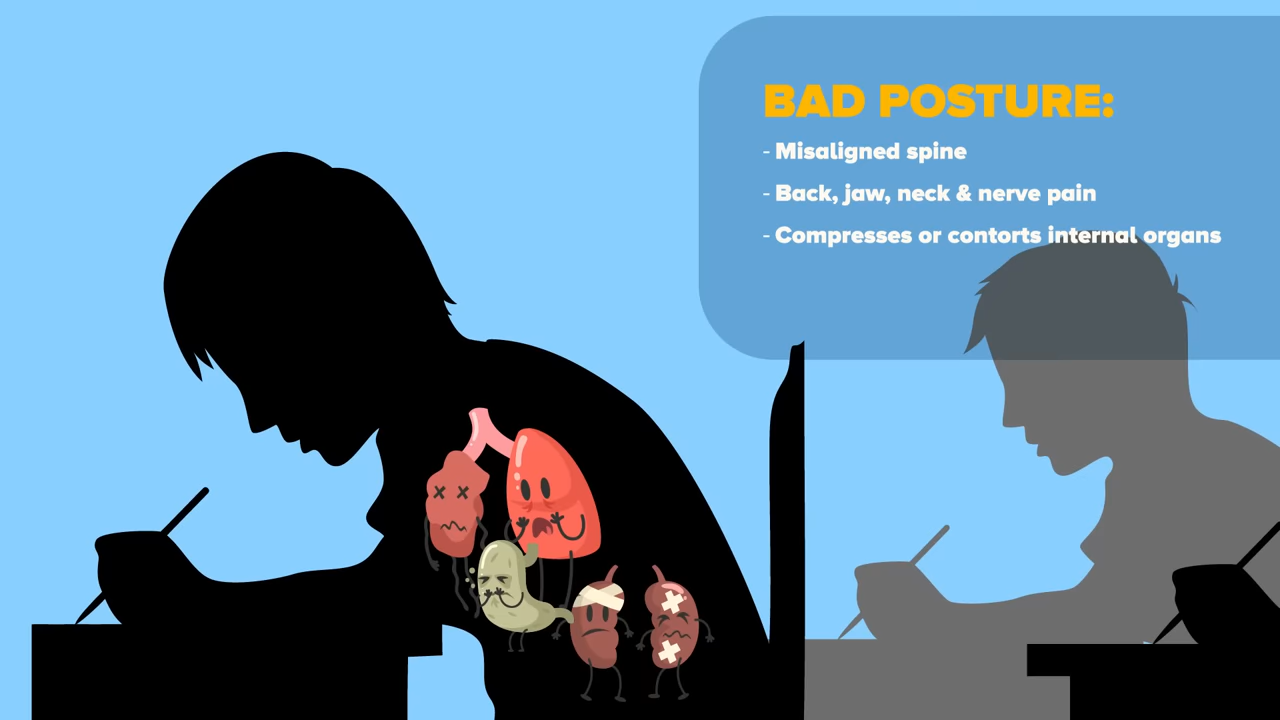 BAD POSTURE:
- Misaligned spine
- Back, jaw, neck & nerve pain
- Compresses or contorts internal organs